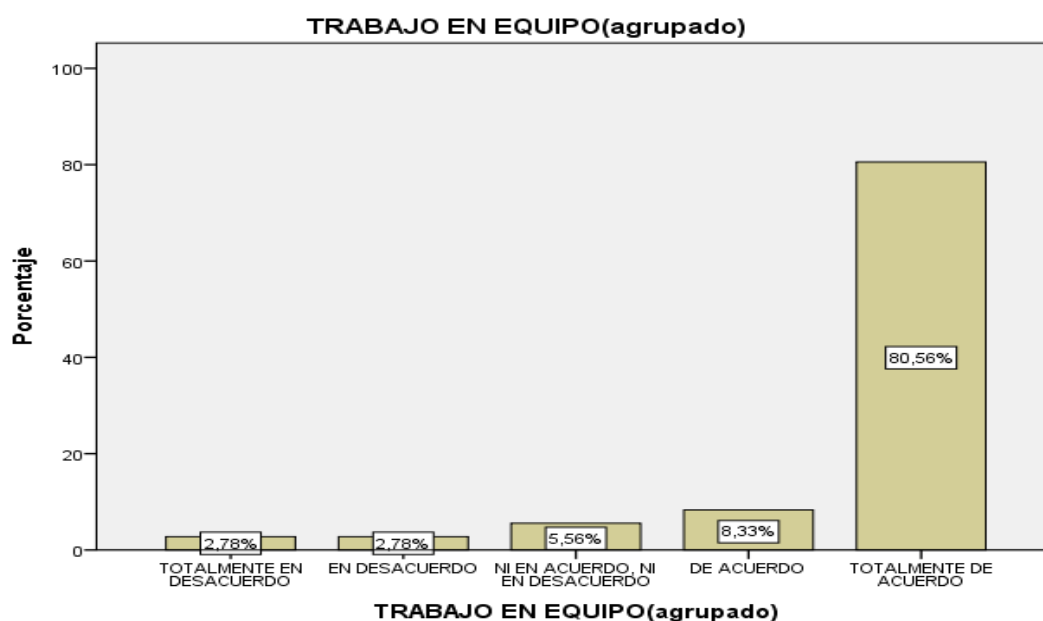 TRABAJO EN EQUIPO(agrupado)
100
80
60
40
20
0
Porcentaje
2,78%
2,78%
5,56%
8,33%
80,56%
TOTALMENTE EN
DESACUERDO
EN DESACUERDO
NI EN ACUERDO, NI
EN DESACUERDO
DE ACUERDO
TOTALMENTE DE
ACUERDO
TRABAJO EN EQUIPO(agrupado)